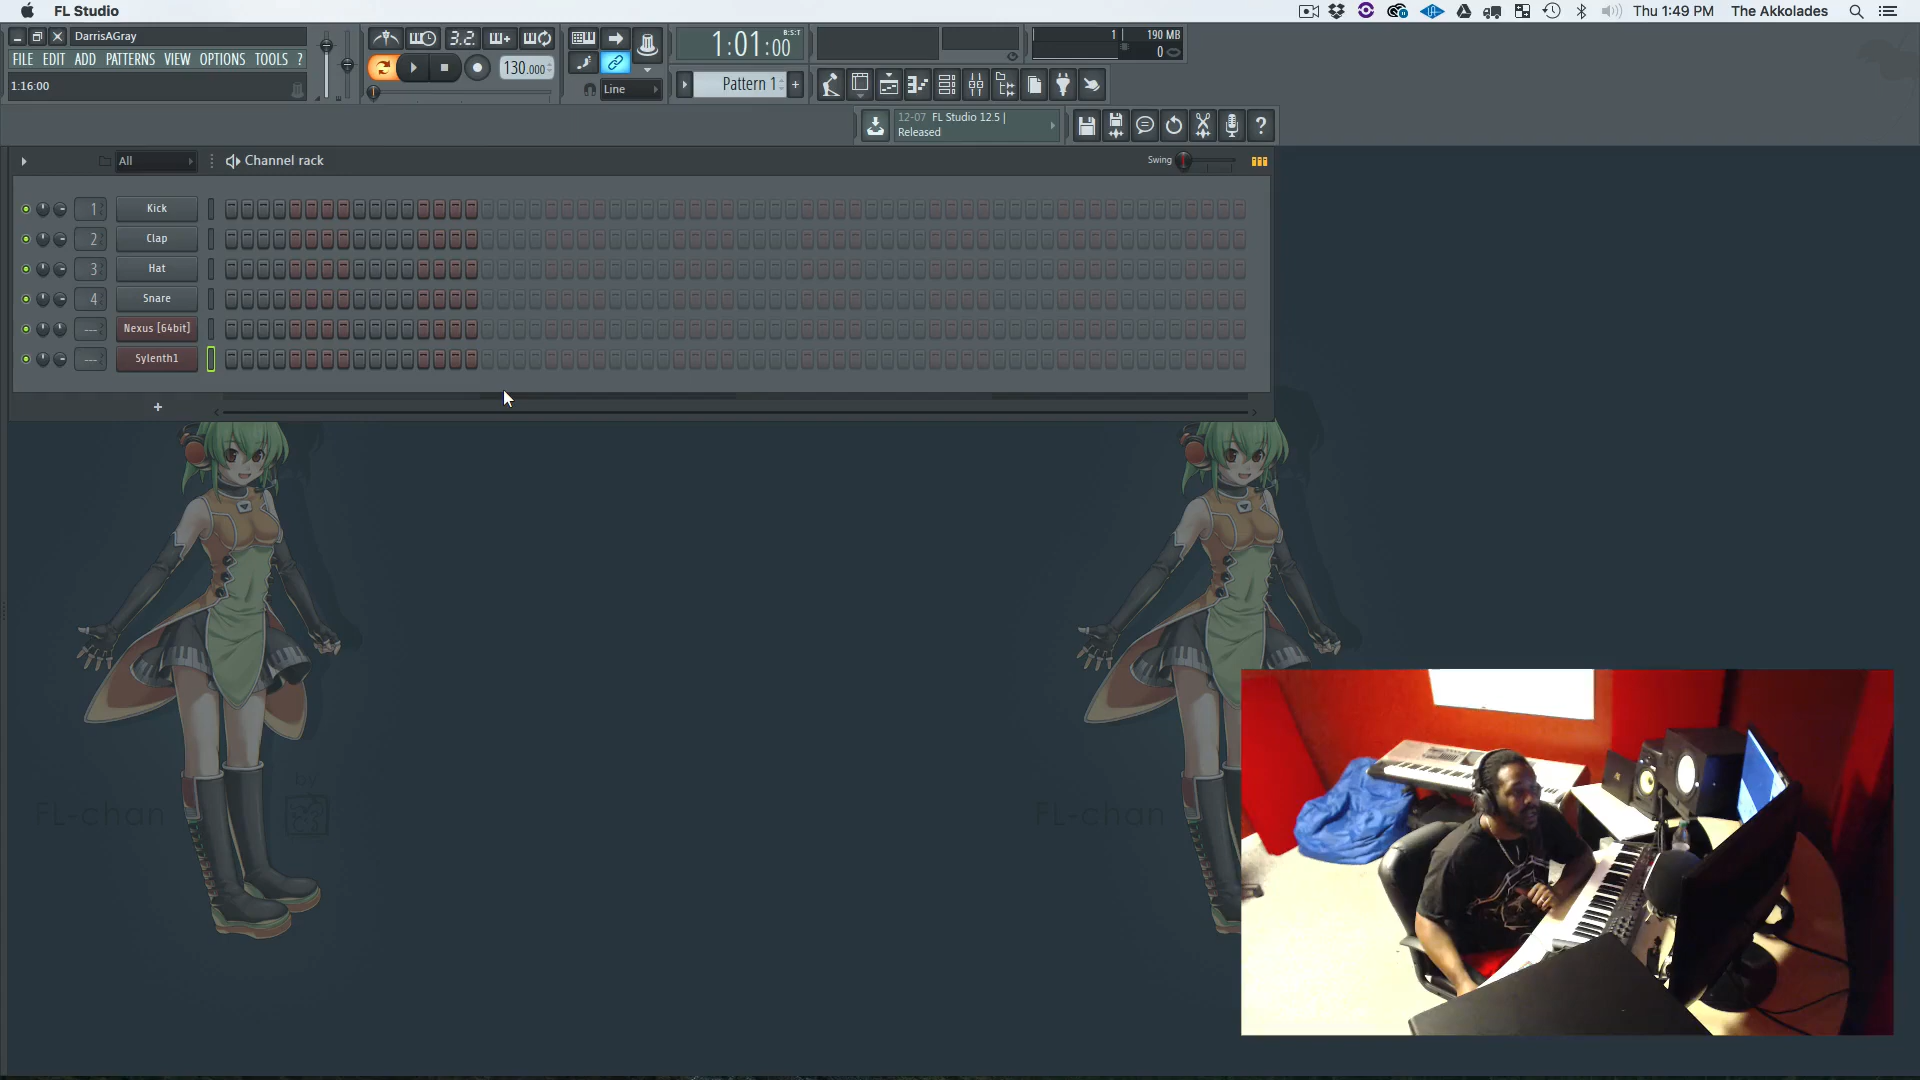 FL Studio
Thu 1:49 PM
The Akkolades
DarrisAGray
FILE EDIT ADD PATTERNS VIEW OPTIONS TOOLS ?
1:16:00
3.2.
130.000
Line
1:01:00
B:S:T
Pattern 1
1
190 MB
0
12-07 FL Studio 12.5 |
Released
All
Channel rack
Swing
1 Kick
2 Clap
3 Hat
4 Snare
--- Nexus [64bit]
--- Sylenth1
+
FL-chan
by
FL-chan